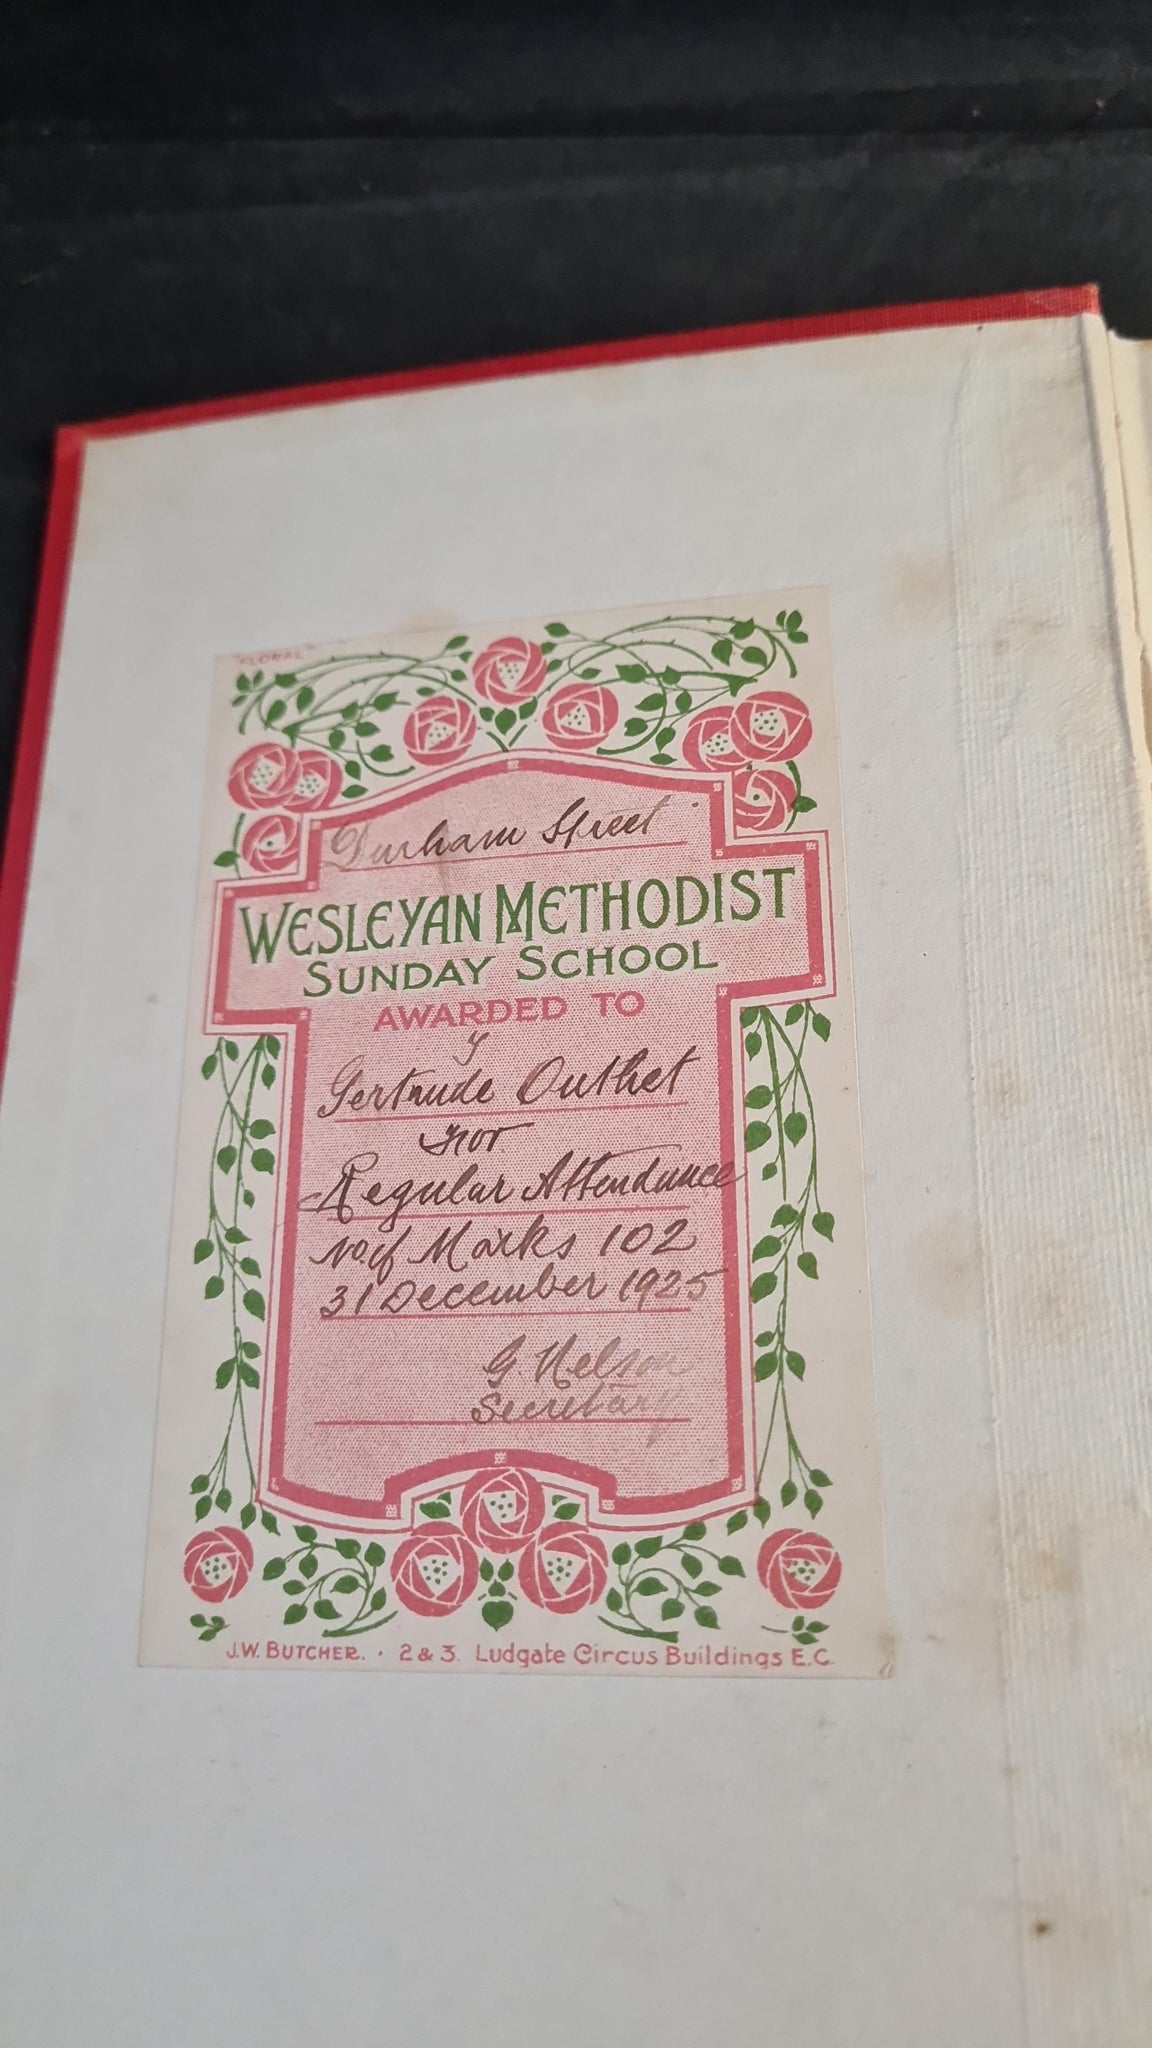 "FLORAL"
Durham Street
WESLEYAN METHODIST
SUNDAY SCHOOL
AWARDED TO
Gertrude Outhet
For
Regular Attendance
No. of Marks 102
31 December 1925
G. Nelson
Secretary
J.W. BUTCHER. · 2 & 3. Ludgate Circus Buildings E.C.